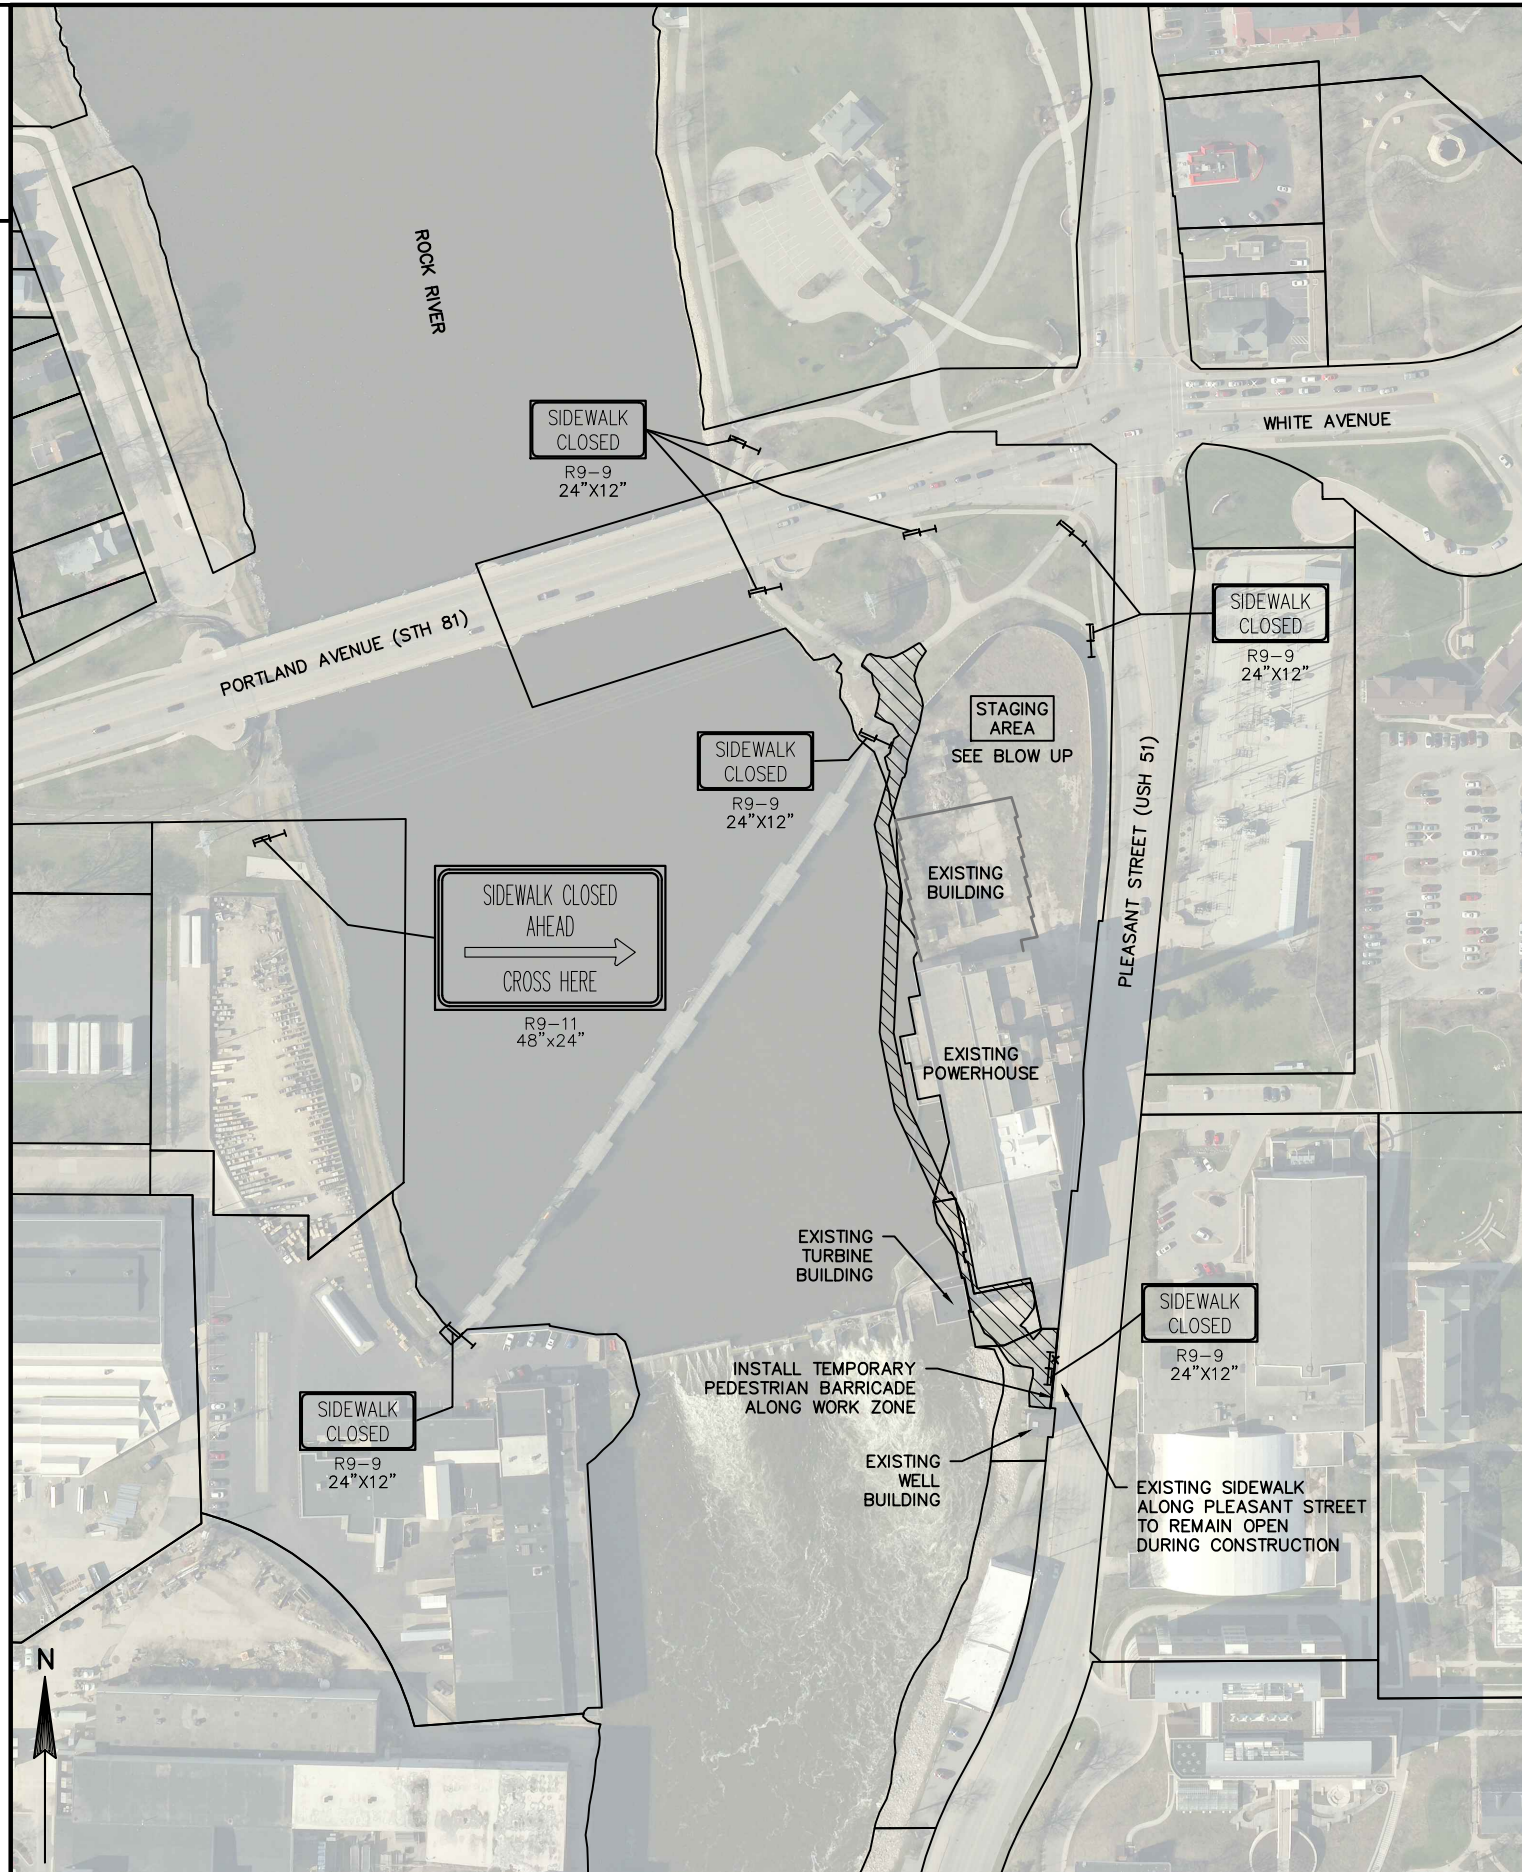 ROCK RIVER
SIDEWALK
CLOSED
R9-9
24"X12"
WHITE AVENUE
PORTLAND AVENUE (STH 81)
SIDEWALK
CLOSED
R9-9
24"X12"
STAGING
AREA
SEE BLOW UP
SIDEWALK
CLOSED
R9-9
24"X12"
PLEASANT STREET (USH 51)
SIDEWALK CLOSED
AHEAD
CROSS HERE
R9-11
48"x24"
EXISTING
BUILDING
EXISTING
POWERHOUSE
EXISTING
TURBINE
BUILDING
SIDEWALK
CLOSED
R9-9
24"X12"
INSTALL TEMPORARY
PEDESTRIAN BARRICADE
ALONG WORK ZONE
SIDEWALK
CLOSED
R9-9
24"X12"
EXISTING
WELL
BUILDING
EXISTING SIDEWALK
ALONG PLEASANT STREET
TO REMAIN OPEN
DURING CONSTRUCTION
N